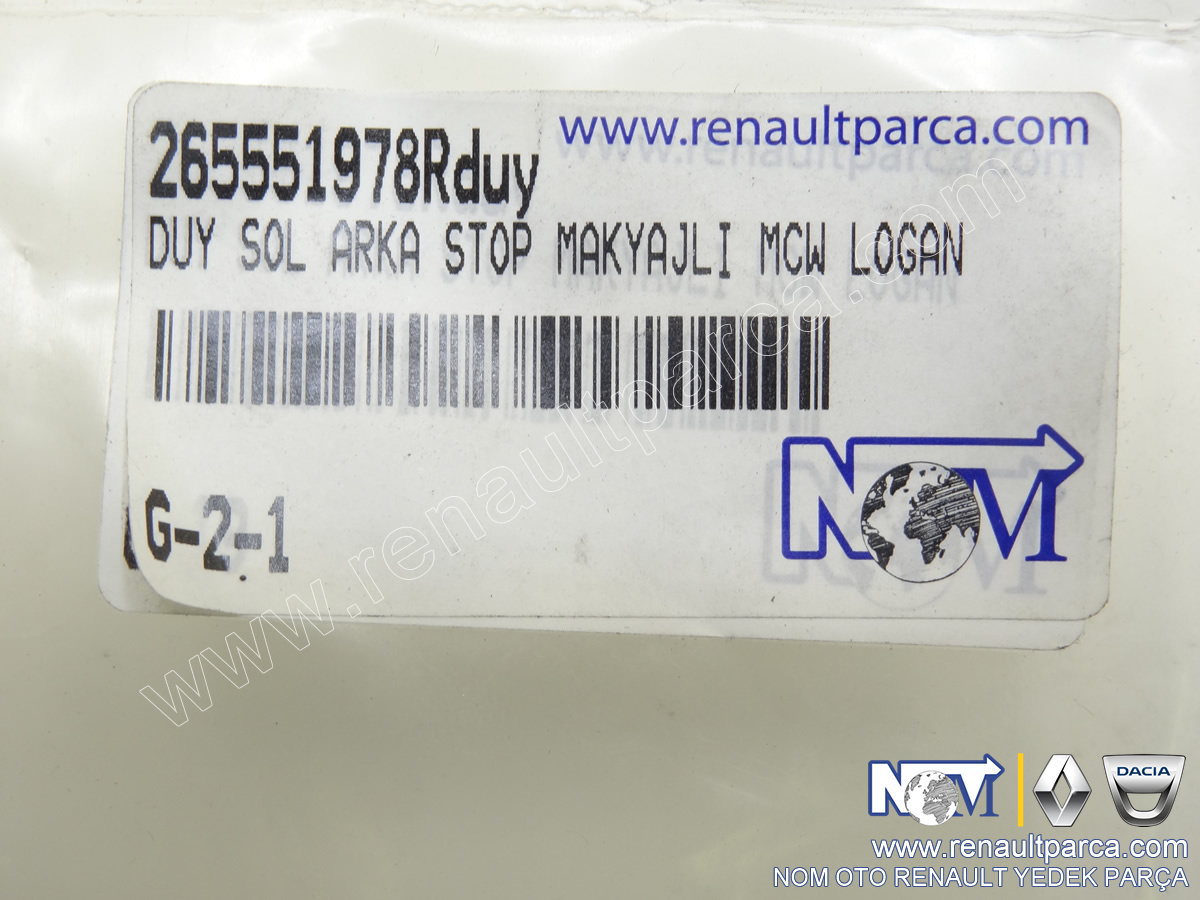 www.renaultparca.com
265551978Rduy
DUY SOL ARKA STOP MAKYAJLI MCW LOGAN
G-2-1
NOM
www.renaultparca.com
NOM
DACIA
www.renaultparca.com
NOM OTO RENAULT YEDEK PARÇA